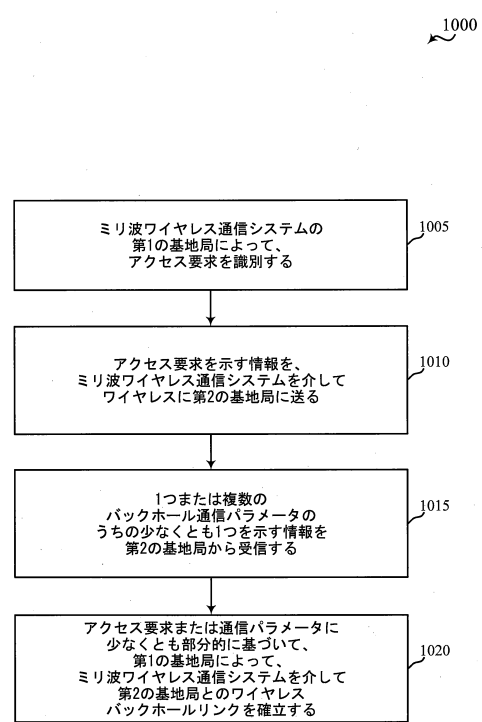 1000
ミリ波ワイヤレス通信システムの
第1の基地局によって、
アクセス要求を識別する
1005
アクセス要求を示す情報を、
ミリ波ワイヤレス通信システムを介して
ワイヤレスに第2の基地局に送る
1010
1つまたは複数の
バックホール通信パラメータの
うちの少なくとも1つを示す情報を
第2の基地局から受信する
1015
アクセス要求または通信パラメータに
少なくとも部分的に基づいて、
第1の基地局によって、
ミリ波ワイヤレス通信システムを介して
第2の基地局とのワイヤレス
バックホールリンクを確立する
1020